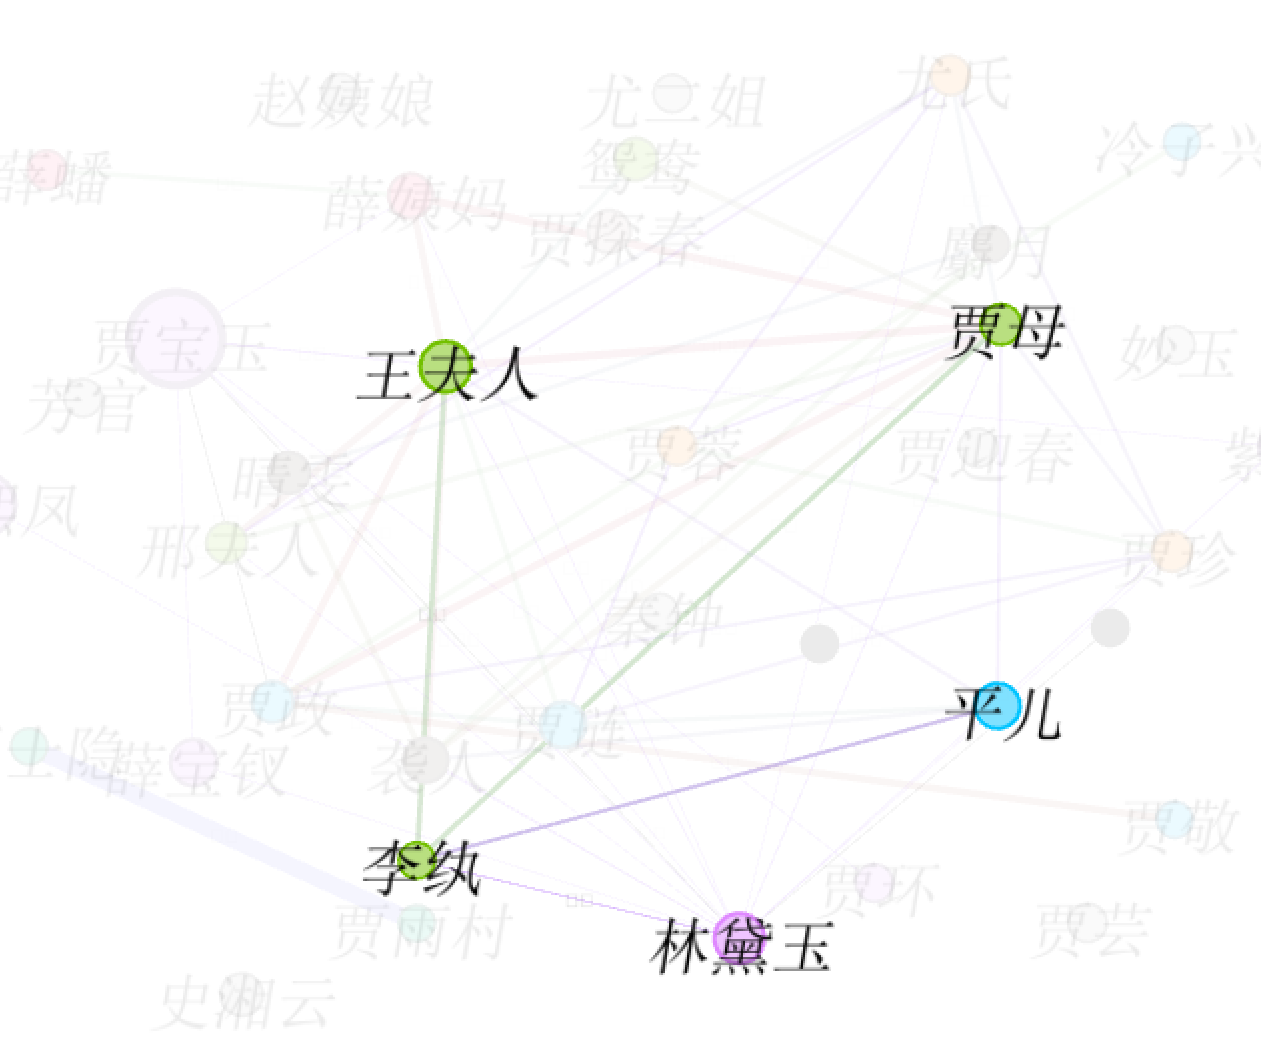 赵姨娘
尤二姐
尤氏
冷子兴
薛蟠
鸳鸯
薛姨妈
贾探春
麝月
贾母
贾宝玉
王夫人
妙玉
芳官
贾蓉
贾迎春
紫
晴雯
凤
邢夫人
贾珍
秦钟
贾政
平儿
贾琏
士隐
薛宝钗
袭人
贾敬
李纨
贾环
贾雨村
贾芸
林黛玉
史湘云